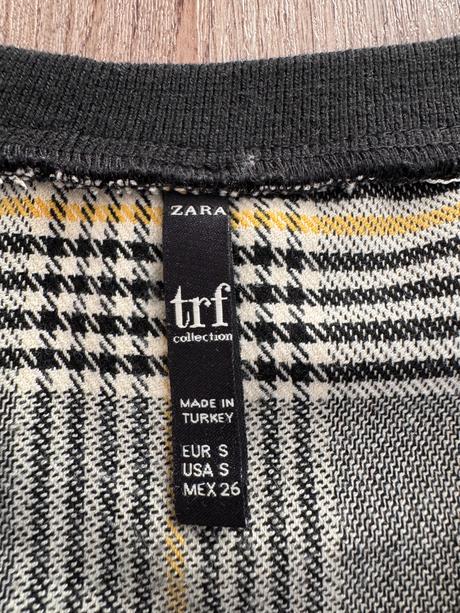 ZARA
trf
collection
MADE IN
TURKEY
EUR S
USA S
MEX 26